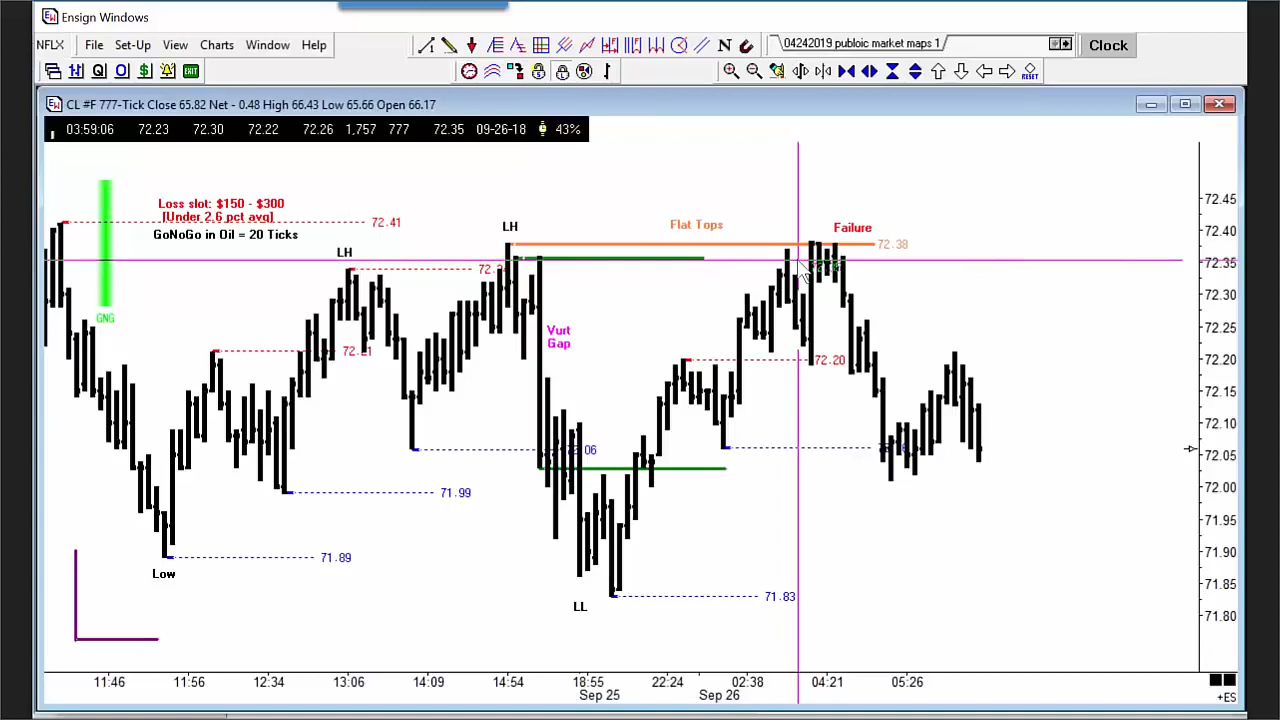 Ensign Windows
NFLX File Set-Up View Charts Window Help
N
04242019 publoic market maps 1
Clock
Q O $ EXIT
RESET
CL #F 777-Tick Close 65.82 Net - 0.48 High 66.43 Low 65.66 Open 66.17
03:59:06 72.23 72.30 72.22 72.26 1,757 777 72.35 09-26-18 43%
Loss slot: $150 - $300
[Under 2.6 pct avg]
GoNoGo in Oil = 20 Ticks
72.41
LH
LH
Flat Tops
Failure
72.38
GNG
Vurt
Gap
72.20
72.06
71.99
71.89
Low
LL
71.83
72.45
72.40
72.35
72.30
72.25
72.20
72.15
72.10
72.05
72.00
71.95
71.90
71.85
71.80
11:46 11:56 12:34 13:06 14:09 14:54 18:55 22:24 02:38 04:21 05:26
Sep 25 Sep 26
+ES